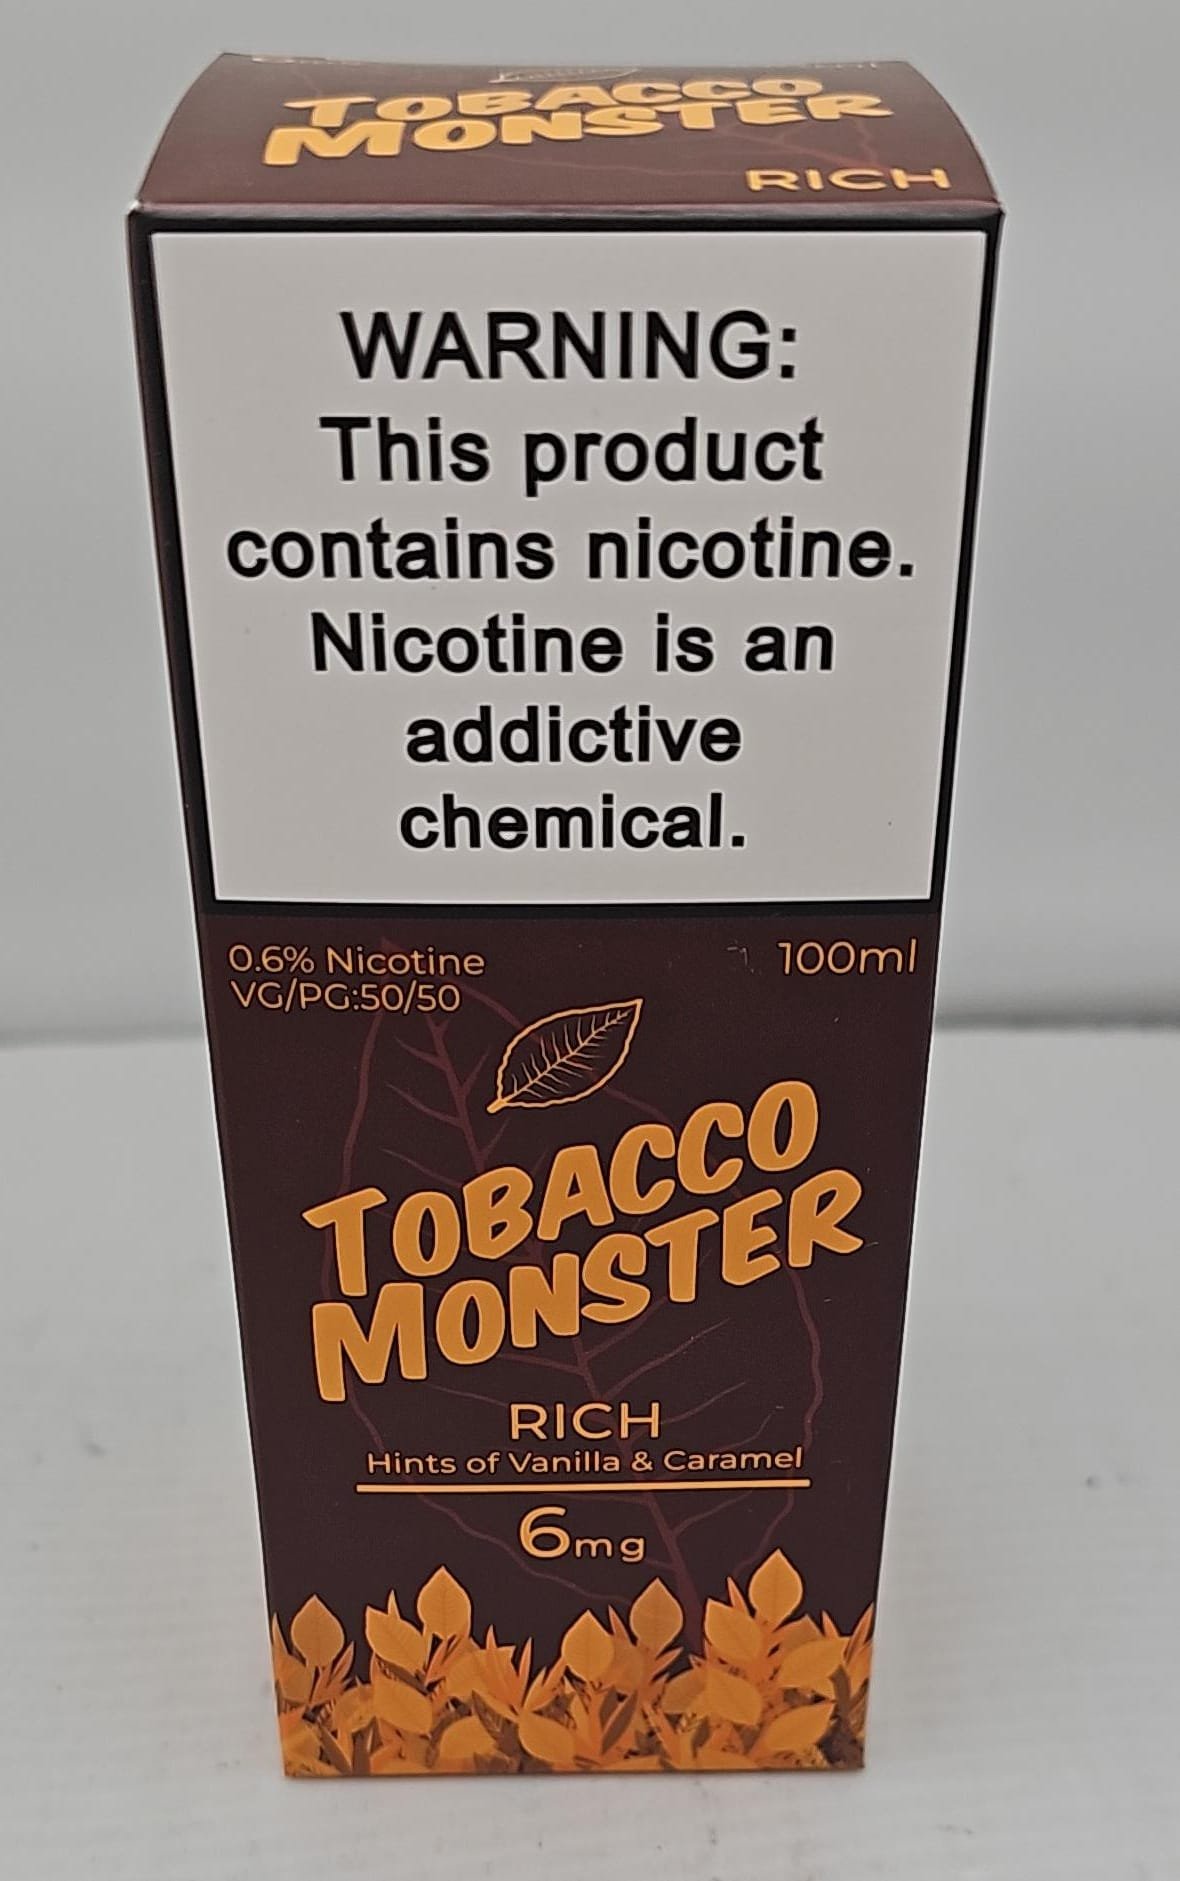 TOBACCO
MONSTER
RICH
WARNING:
This product
contains nicotine.
Nicotine is an
addictive
chemical.
0.6% Nicotine
VG/PG:50/50
100ml
TOBACCO
MONSTER
RICH
Hints of Vanilla & Caramel
6mg